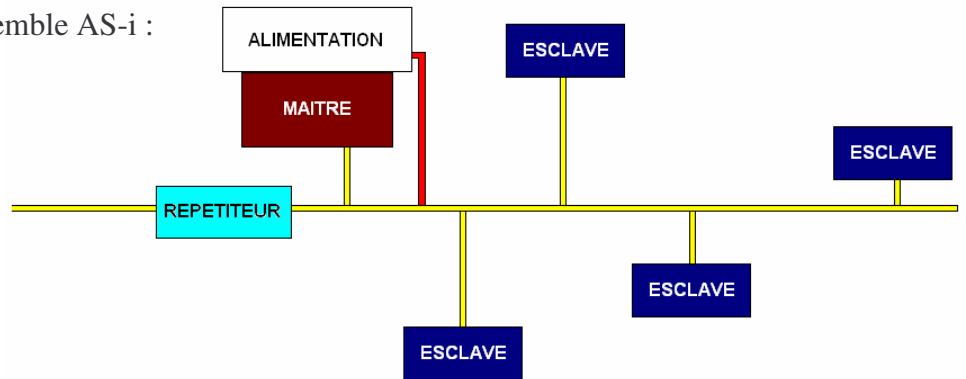 emble AS-i :
ALIMENTATION
MAITRE
ESCLAVE
ESCLAVE
REPETITEUR
ESCLAVE
ESCLAVE